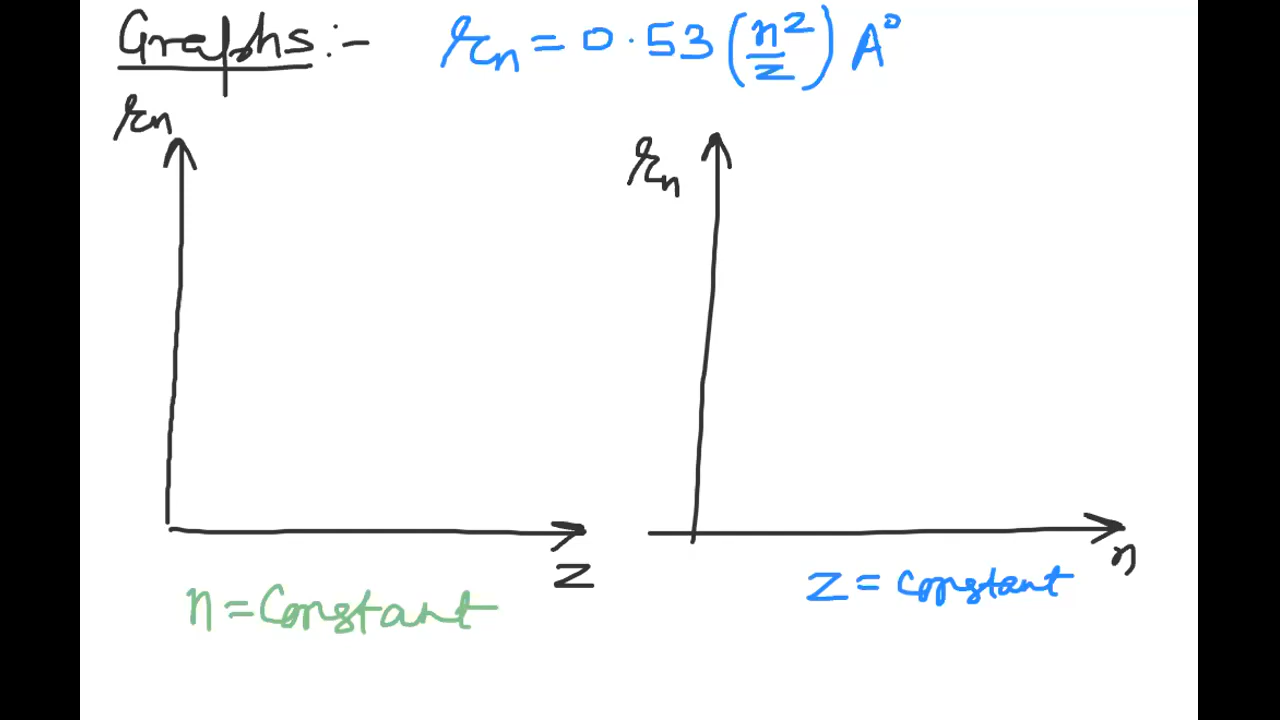 Graphs :- rn = 0.53 (n²/z) A°
rn
rn
z
n
n = Constant
z = constant